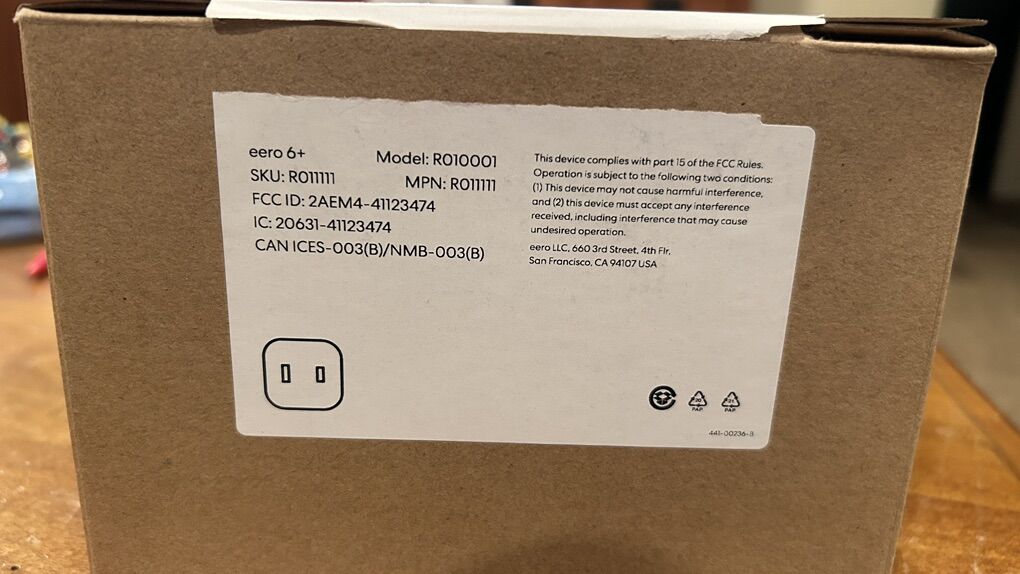 eero 6+ Model: R010001
SKU: R011111 MPN: R011111
FCC ID: 2AEM4-41123474
IC: 20631-41123474
CAN ICES-003(B)/NMB-003(B)
This device complies with part 15 of the FCC Rules.
Operation is subject to the following two conditions:
(1) This device may not cause harmful interference,
and (2) this device must accept any interference
received, including interference that may cause
undesired operation.
eero LLC, 660 3rd Street, 4th Flr,
San Francisco, CA 94107 USA
PAP PAP
441-00236-B